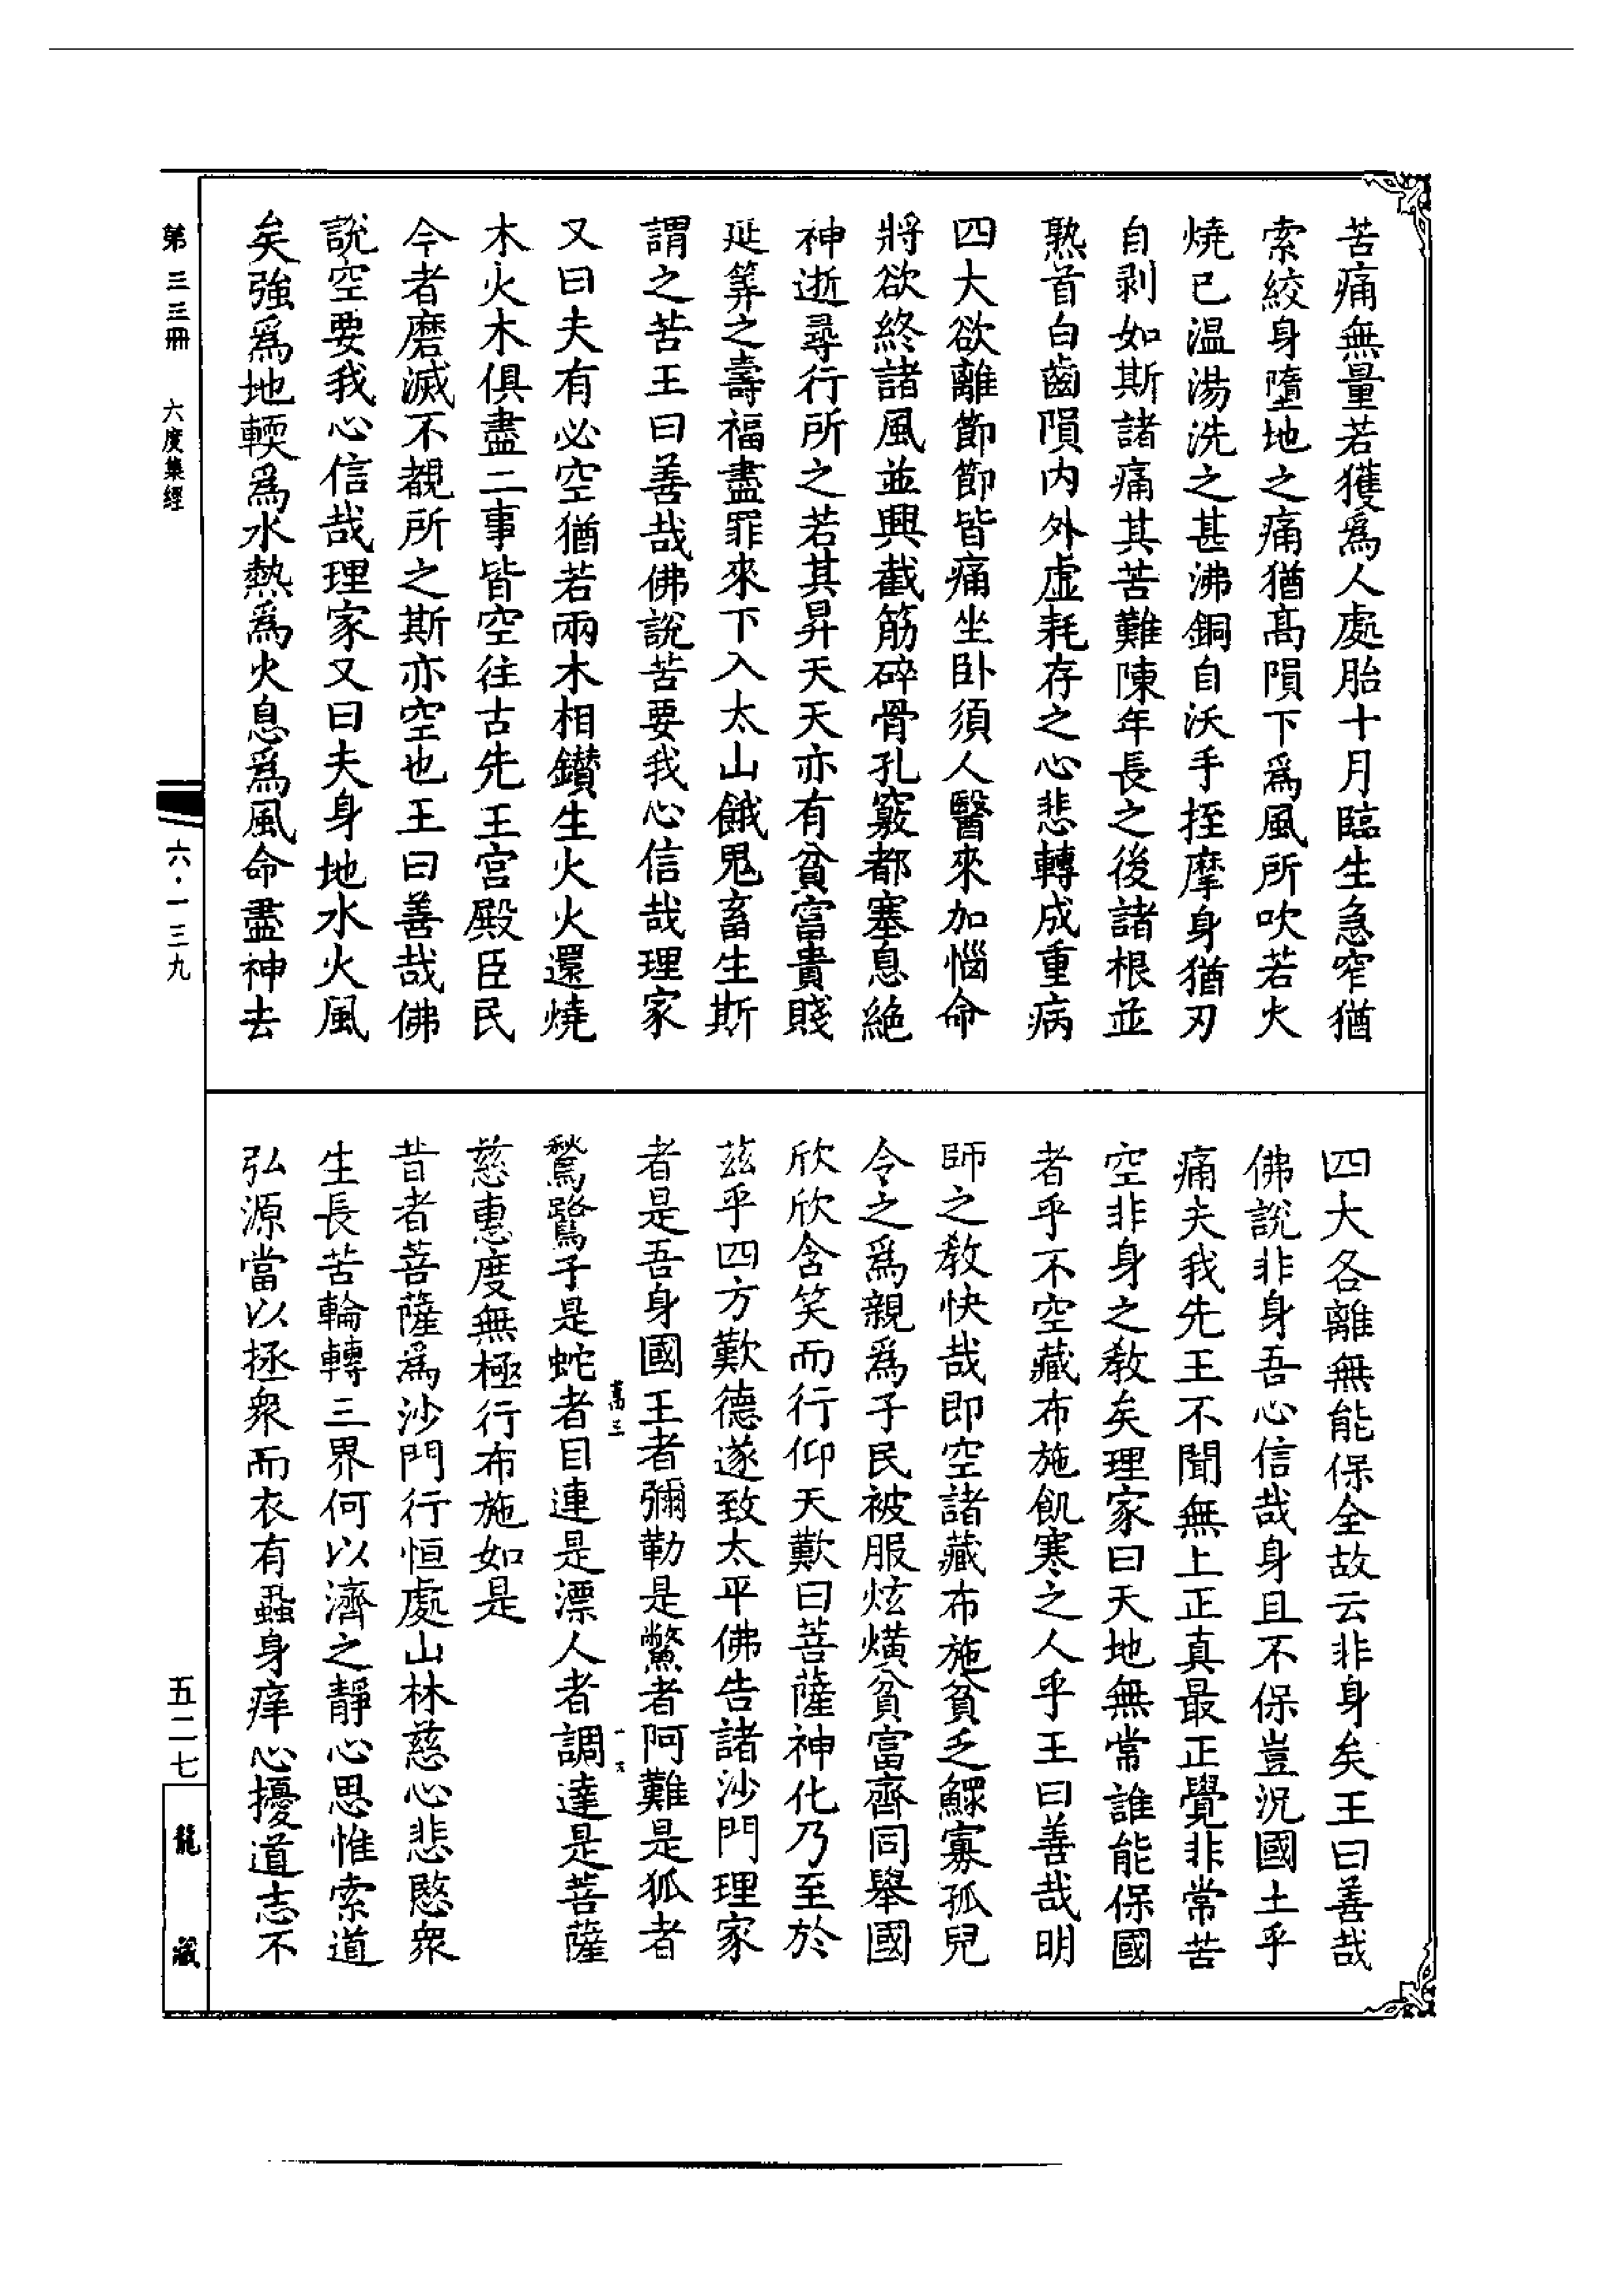 苦痛無量若獲爲人處胎十月臨生急窄猶
索絞身墮地之痛猶高隕下爲風所吹若火
燒已温湯洗之甚沸銅自沃手挃摩身猶刃
自剥如斯諸痛其苦難陳年長之後諸根並
熟首白齒隕内外虛耗存之心悲轉成重病
四大欲離節節皆痛坐卧須人醫來加惱命
將欲終諸風並興截筋碎骨孔竅都塞息絶
神逝尋行所之若其昇天天亦有貧富貴賤
延筭之壽福盡罪來下入太山餓鬼畜生斯
謂之苦王曰善哉佛説苦要我心信哉理家
又曰夫有必空猶若兩木相鑚生火火還燒
木火木俱盡二事皆空往古先王宫殿臣民
今者磨滅不覩所之斯亦空也王曰善哉佛
説空要我心信哉理家又曰夫身地水火風
矣強爲地輭爲水熱爲火息爲風命盡神去
四大各離無能保全故云非身矣王曰善哉
佛説非身吾心信哉身且不保豈況國土乎
痛夫我先王不聞無上正真最正覺非常苦
空非身之教矣理家曰天地無常誰能保國
者乎不空藏布施飢寒之人乎王曰善哉明
師之教快哉即空諸藏布施貧乏鰥寡孤兒
令之爲親爲子民被服炫熿貧富齊同舉國
欣欣含笑而行仰天歎曰菩薩神化乃至於
兹乎四方歎德遂致太平佛告諸沙門理家
者是吾身國王者彌勒是鱉者阿難是狐者
鶖鷺子是蛇者目連是漂人者調達是菩薩
慈惠度無極行布施如是
昔者菩薩爲沙門行恒處山林慈心悲愍衆
生長苦輪轉三界何以濟之靜心思惟索道
弘源當以拯衆而衣有蝨身痒心擾道志不
第三三冊 六度集經
六·一三九
五二七
龍藏